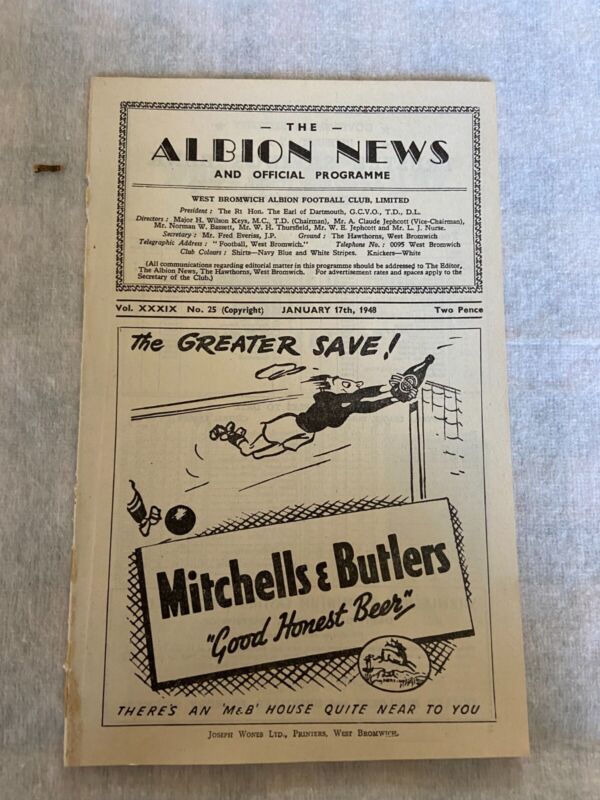 — THE —
ALBION NEWS
AND OFFICIAL PROGRAMME
WEST BROMWICH ALBION FOOTBALL CLUB, LIMITED
President : The Rt Hon. The Earl of Dartmouth, G.C.V.O., T.D., D.L.
Directors : Major H. Wilson Keys, M.C., T.D. (Chairman), Mr. A. Claude Jephcott (Vice-Chairman),
Mr. Norman W. Bassett, Mr. W. H. Thursfield, Mr. W. E. Jephcott and Mr. L. J. Nurse.
Secretary : Mr. Fred Everiss, J.P. Ground : The Hawthorns, West Bromwich
Telegraphic Address : " Football, West Bromwich." Telephone No. : 0095 West Bromwich
Club Colours : Shirts—Navy Blue and White Stripes. Knickers—White
(All communications regarding editorial matter in this programme should be addressed to The Editor,
The Albion News, The Hawthorns, West Bromwich. For advertisement rates and spaces apply to the
Secretary of the Club.)
Vol. XXXIX No. 25 (Copyright) JANUARY 17th, 1948 Two Pence
the GREATER SAVE!
Mitchells & Butlers
"Good Honest Beer"
THERE'S AN 'M&B' HOUSE QUITE NEAR TO YOU
JOSEPH WONES LTD., PRINTERS, WEST BROMWICH.